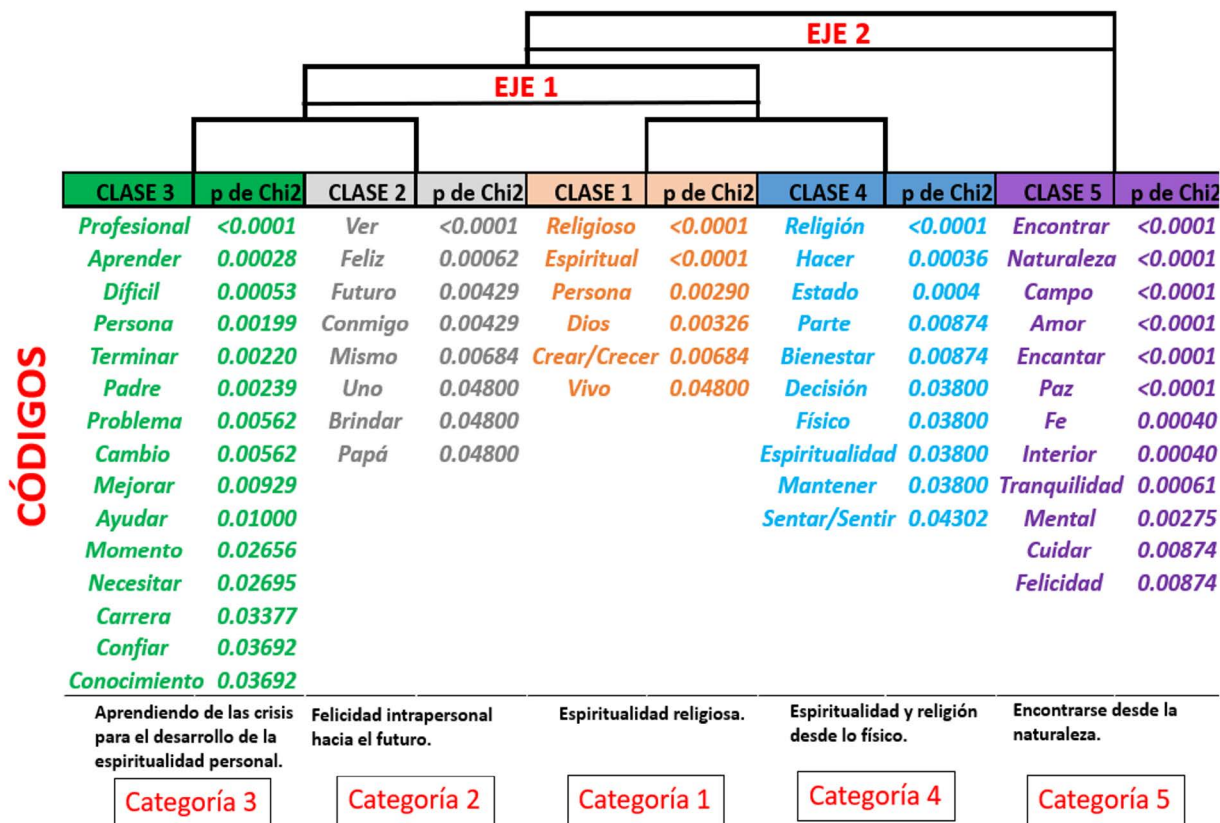 EJE 2
EJE 1
CLASE 3 p de Chi2 CLASE 2 p de Chi2 CLASE 1 p de Chi2 CLASE 4 p de Chi2 CLASE 5 p de Chi2
CÓDIGOS
Profesional <0.0001 Ver <0.0001 Religioso <0.0001 Religión <0.0001 Encontrar <0.0001
Aprender 0.00028 Feliz 0.00062 Espiritual <0.0001 Hacer 0.00036 Naturaleza <0.0001
Díficil 0.00053 Futuro 0.00429 Persona 0.00290 Estado 0.0004 Campo <0.0001
Persona 0.00199 Conmigo 0.00429 Dios 0.00326 Parte 0.00874 Amor <0.0001
Terminar 0.00220 Mismo 0.00684 Crear/Crecer 0.00684 Bienestar 0.00874 Encantar <0.0001
Padre 0.00239 Uno 0.04800 Vivo 0.04800 Decisión 0.03800 Paz <0.0001
Problema 0.00562 Brindar 0.04800 Físico 0.03800 Fe 0.00040
Cambio 0.00562 Papá 0.04800 Espiritualidad 0.03800 Interior 0.00040
Mejorar 0.00929 Mantener 0.03800 Tranquilidad 0.00061
Ayudar 0.01000 Sentar/Sentir 0.04302 Mental 0.00275
Momento 0.02656 Cuidar 0.00874
Necesitar 0.02695 Felicidad 0.00874
Carrera 0.03377
Confiar 0.03692
Conocimiento 0.03692
Aprendiendo de las crisis
para el desarrollo de la
espiritualidad personal.
Felicidad intrapersonal
hacia el futuro.
Espiritualidad religiosa.
Espiritualidad y religión
desde lo físico.
Encontrarse desde la
naturaleza.
Categoría 3 Categoría 2 Categoría 1 Categoría 4 Categoría 5